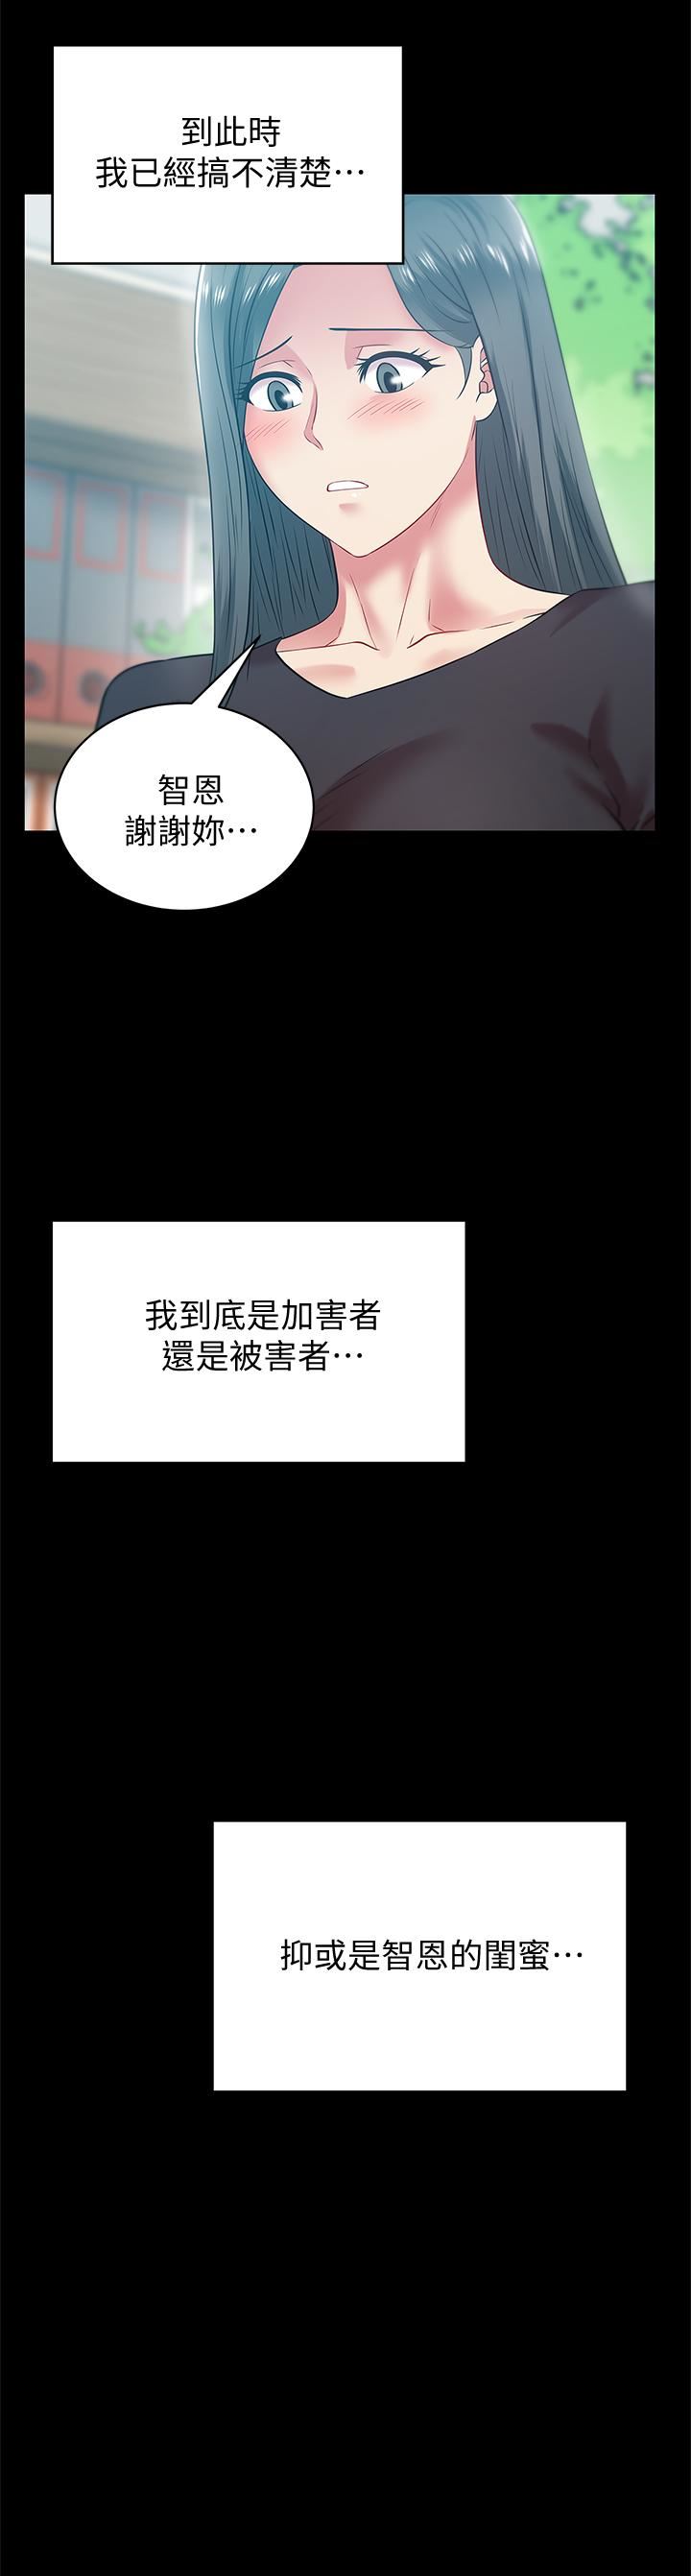 到此時
我已經搞不清楚⋯
智恩
謝謝妳⋯
我到底是加害者
還是被害者⋯
抑或是智恩的閨蜜⋯